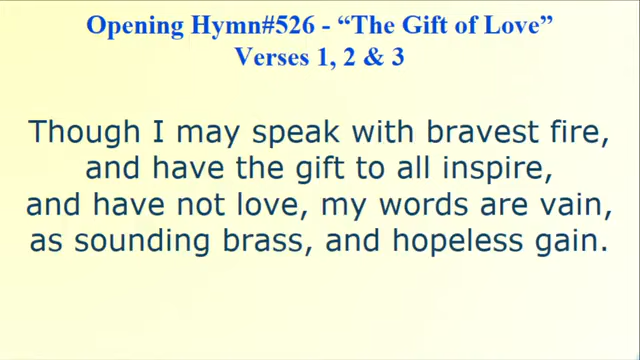 Opening Hymn#526 - “The Gift of Love”
Verses 1, 2 & 3
Though I may speak with bravest fire,
and have the gift to all inspire,
and have not love, my words are vain,
as sounding brass, and hopeless gain.